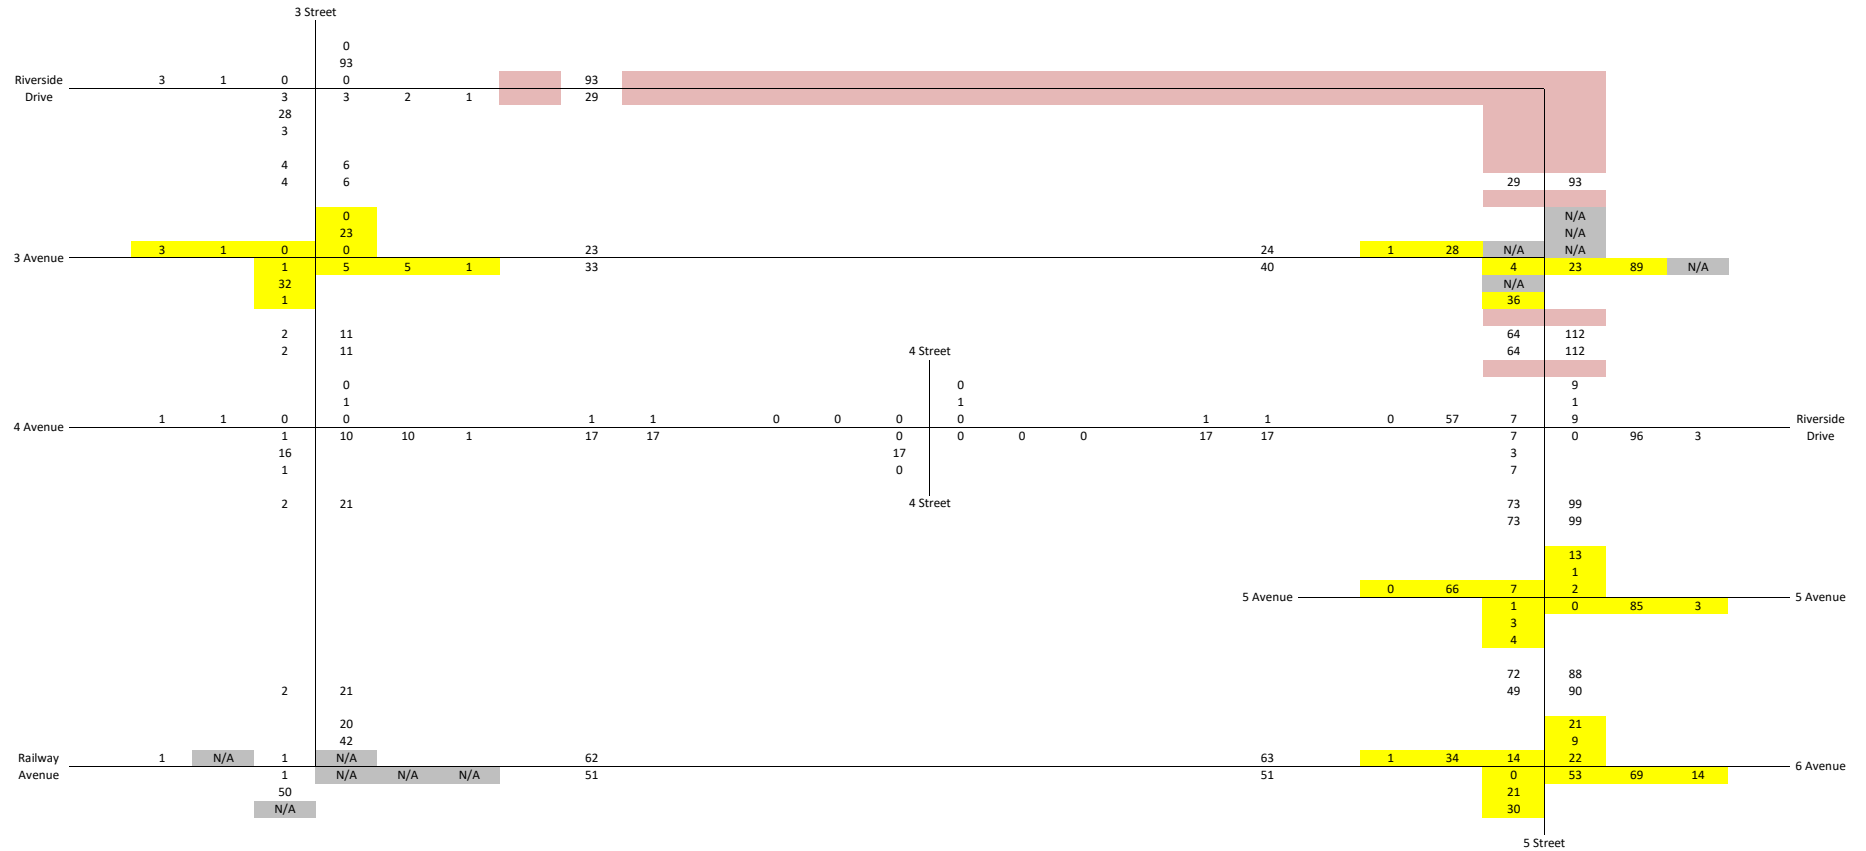 3 Street
0
93
Riverside 3 1 0 0 93
Drive 3 3 2 1 29
28
3
4 6
4 6 29 93
0 N/A
23 N/A
3 Avenue 3 1 0 0 23 24 1 28 N/A N/A
1 5 5 1 33 40 4 23 89 N/A
32 N/A
1 36
2 11 64 112
2 11 4 Street 64 112
0 0 9
1 1 1
4 Avenue 1 1 0 0 1 1 0 0 0 0 1 1 0 57 7 9 Riverside
1 10 10 1 17 17 0 0 0 0 17 17 7 0 96 3 Drive
16 17 3
1 0 7
2 21 4 Street 73 99
73 99
13
1
5 Avenue 0 66 7 2 5 Avenue
1 0 85 3
3
4
72 88
2 21 49 90
20 21
42 9
Railway 1 N/A 1 N/A 62 63 1 34 14 22
Avenue 1 N/A N/A N/A 51 51 0 53 69 14 6 Avenue
50 21
N/A 30
5 Street